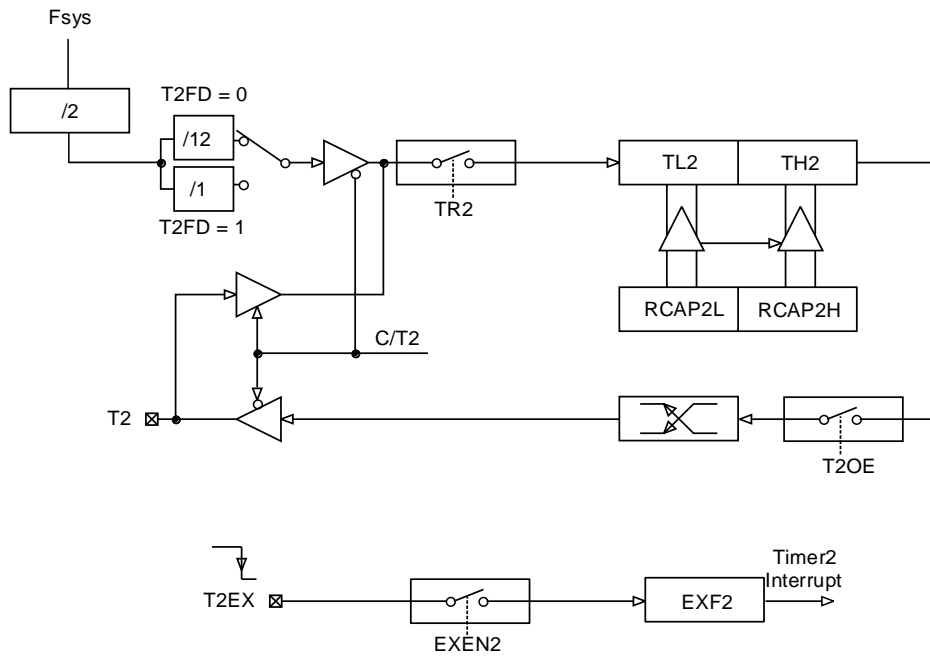 Fsys
/2
T2FD = 0
/12
/1
T2FD = 1
TR2
TL2
TH2
RCAP2L
RCAP2H
C/T2
T2
T2OE
T2EX
EXEN2
EXF2
Timer2
Interrupt